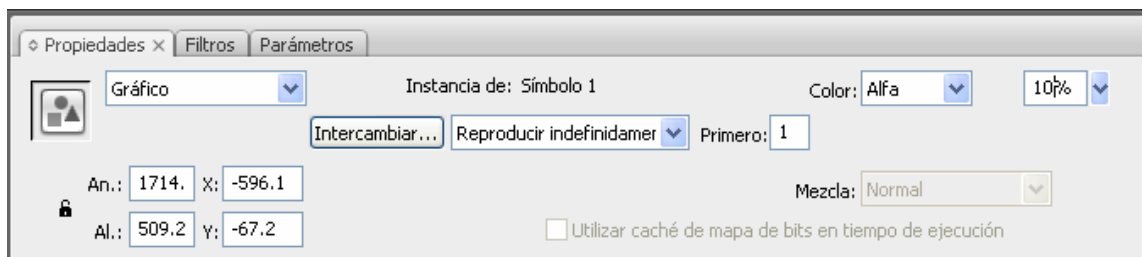 Propiedades Filtros Parámetros
Gráfico Instancia de: Símbolo 1 Color: Alfa 10%
Intercambiar... Reproducir indefinidamer Primero: 1
An.: 1714. X: -596.1 Mezcla: Normal
Al.: 509.2 Y: -67.2 Utilizar caché de mapa de bits en tiempo de ejecución